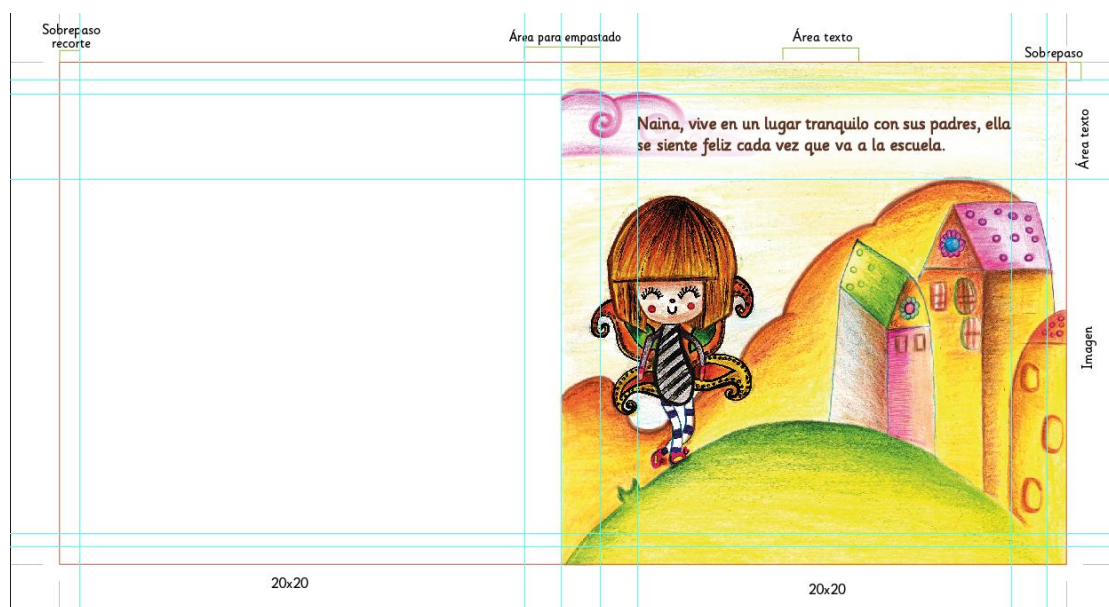 Sobrepaso
recorte
Área para empastado
Área texto
Sobrepaso
Naina, vive en un lugar tranquilo con sus padres, ella
se siente feliz cada vez que va a la escuela.
Área texto
Imagen
20x20
20x20